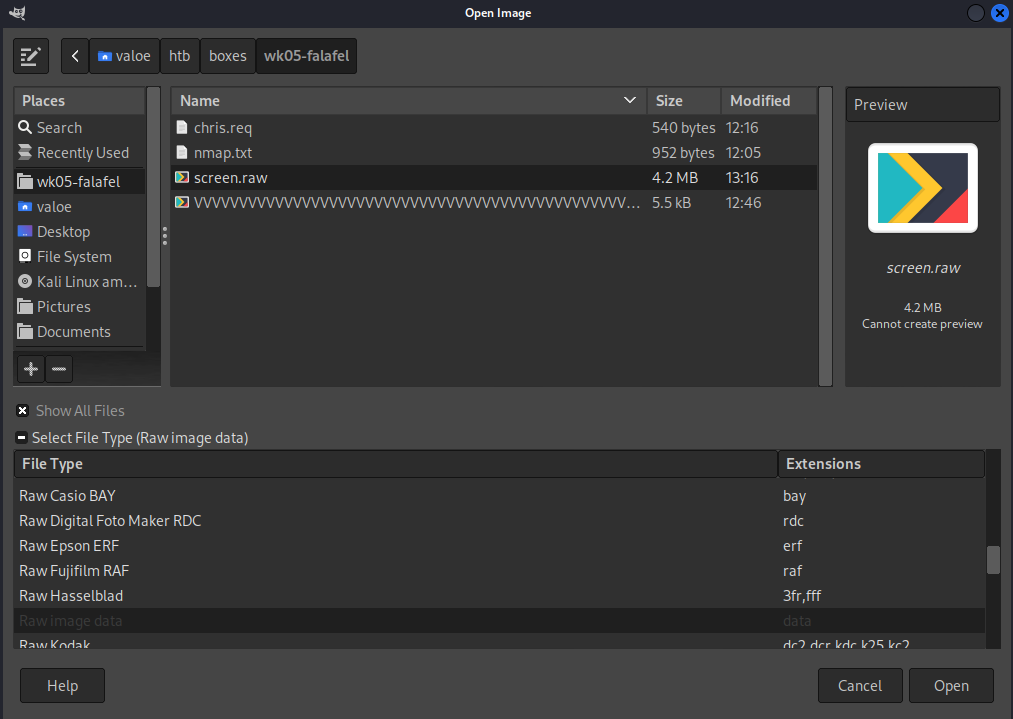 Open Image
valoe htb boxes wk05-falafel
Places
Search
Recently Used
wk05-falafel
valoe
Desktop
File System
Kali Linux am...
Pictures
Documents
Name Size Modified
chris.req 540 bytes 12:16
nmap.txt 952 bytes 12:05
screen.raw 4.2 MB 13:16
VVVVVVVVVVVVVVVVVVVVVVVVVVVVVVVVVVVVVVVVVVVVVVV... 5.5 kB 12:46
Preview
screen.raw
4.2 MB
Cannot create preview
Show All Files
Select File Type (Raw image data)
File Type Extensions
Raw Casio BAY bay
Raw Digital Foto Maker RDC rdc
Raw Epson ERF erf
Raw Fujifilm RAF raf
Raw Hasselblad 3fr,fff
Raw image data data
Raw Kodak dc2,dcr,kdc,k25,kc2
Help Cancel Open